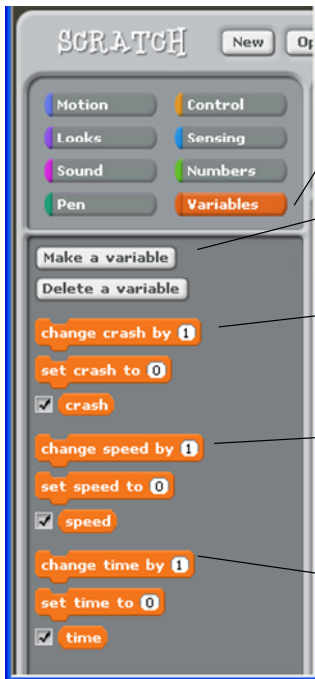 SCRATCH New Op
Motion Control
Looks Sensing
Sound Numbers
Pen Variables
Make a variable
Delete a variable
change crash by 1
set crash to 0
crash
change speed by 1
set speed to 0
speed
change time by 1
set time to 0
time